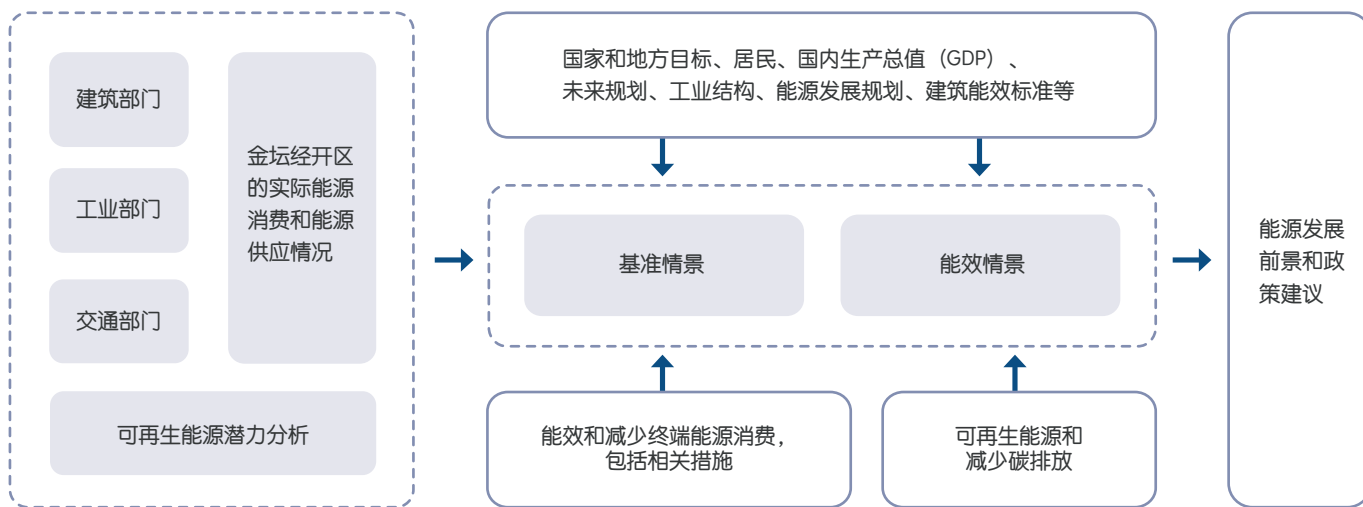 建筑部门
工业部门
交通部门
金坛经开区
的实际能源
消费和能源
供应情况
可再生能源潜力分析
国家和地方目标、居民、国内生产总值（GDP）、
未来规划、工业结构、能源发展规划、建筑能效标准等
基准情景
能效情景
能效和减少终端能源消费，
包括相关措施
可再生能源和
减少碳排放
能源发展
前景和政
策建议